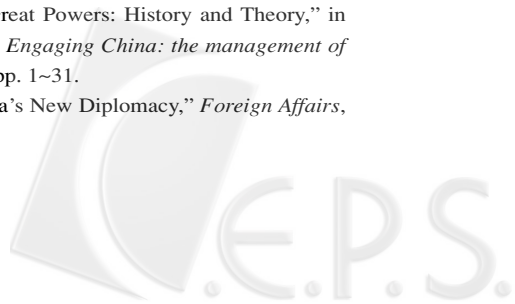 reat Powers: History and Theory,” in
Engaging China: the management of
pp. 1~31.
a’s New Diplomacy,” Foreign Affairs,
C.E.P.S.